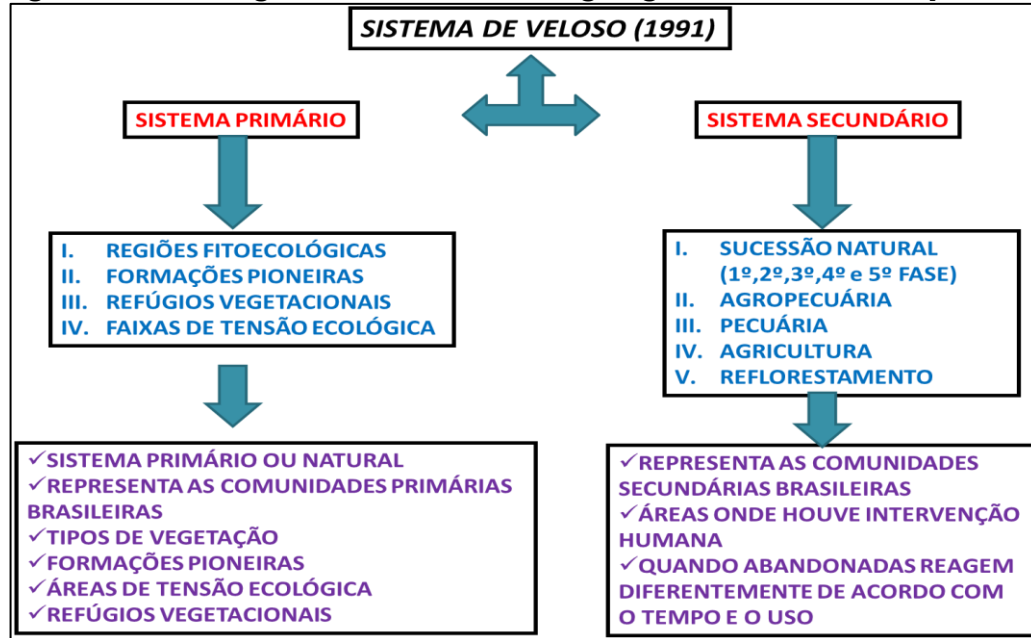 SISTEMA DE VELOSO (1991)
SISTEMA PRIMÁRIO
I. REGIÕES FITOECOLÓGICAS
II. FORMAÇÕES PIONEIRAS
III. REFÚGIOS VEGETACIONAIS
IV. FAIXAS DE TENSÃO ECOLÓGICA
✓SISTEMA PRIMÁRIO OU NATURAL
✓REPRESENTA AS COMUNIDADES PRIMÁRIAS
BRASILEIRAS
✓TIPOS DE VEGETAÇÃO
✓FORMAÇÕES PIONEIRAS
✓ÁREAS DE TENSÃO ECOLÓGICA
✓REFÚGIOS VEGETACIONAIS
SISTEMA SECUNDÁRIO
I. SUCESSÃO NATURAL
(1º,2º,3º,4º e 5º FASE)
II. AGROPECUÁRIA
III. PECUÁRIA
IV. AGRICULTURA
V. REFLORESTAMENTO
✓REPRESENTA AS COMUNIDADES
SECUNDÁRIAS BRASILEIRAS
✓ÁREAS ONDE HOUVE INTERVENÇÃO
HUMANA
✓QUANDO ABANDONADAS REAGEM
DIFERENTEMENTE DE ACORDO COM
O TEMPO E O USO